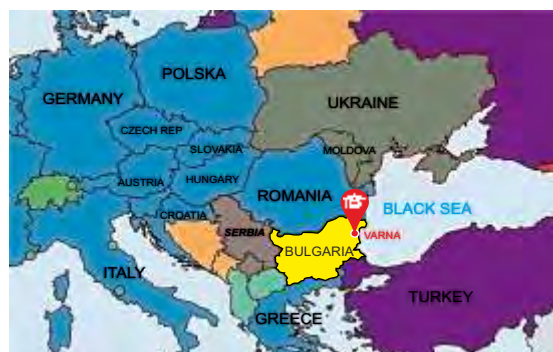 POLSKA
GERMANY
UKRAINE
CZECH REP
SLOVAKIA
MOLDOVA
AUSTRIA
HUNGARY
ROMANIA
CROATIA
BLACK SEA
SERBIA
VARNA
BULGARIA
ITALY
TURKEY
GREECE